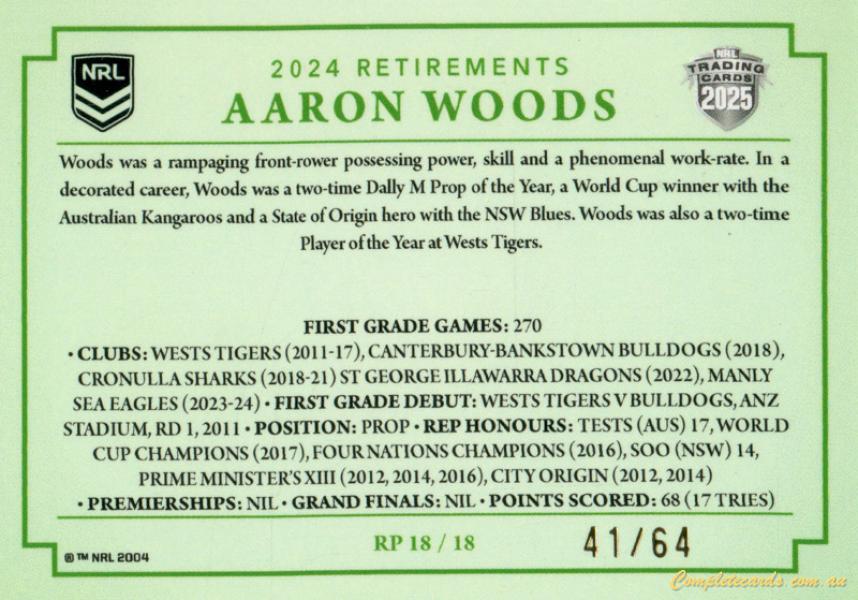 NRL
2024 RETIREMENTS
AARON WOODS
NRL
TRADING
CARDS
2025
Woods was a rampaging front-rower possessing power, skill and a phenomenal work-rate. In a
decorated career, Woods was a two-time Dally M Prop of the Year, a World Cup winner with the
Australian Kangaroos and a State of Origin hero with the NSW Blues. Woods was also a two-time
Player of the Year at Wests Tigers.
FIRST GRADE GAMES: 270
• CLUBS: WESTS TIGERS (2011-17), CANTERBURY-BANKSTOWN BULLDOGS (2018),
CRONULLA SHARKS (2018-21) ST GEORGE ILLAWARRA DRAGONS (2022), MANLY
SEA EAGLES (2023-24) • FIRST GRADE DEBUT: WESTS TIGERS V BULLDOGS, ANZ
STADIUM, RD 1, 2011 • POSITION: PROP • REP HONOURS: TESTS (AUS) 17, WORLD
CUP CHAMPIONS (2017), FOUR NATIONS CHAMPIONS (2016), SOO (NSW) 14,
PRIME MINISTER'S XIII (2012, 2014, 2016), CITY ORIGIN (2012, 2014)
• PREMIERSHIPS: NIL • GRAND FINALS: NIL • POINTS SCORED: 68 (17 TRIES)
® ™ NRL 2004
RP 18 / 18
41/64
Completecards.com.au